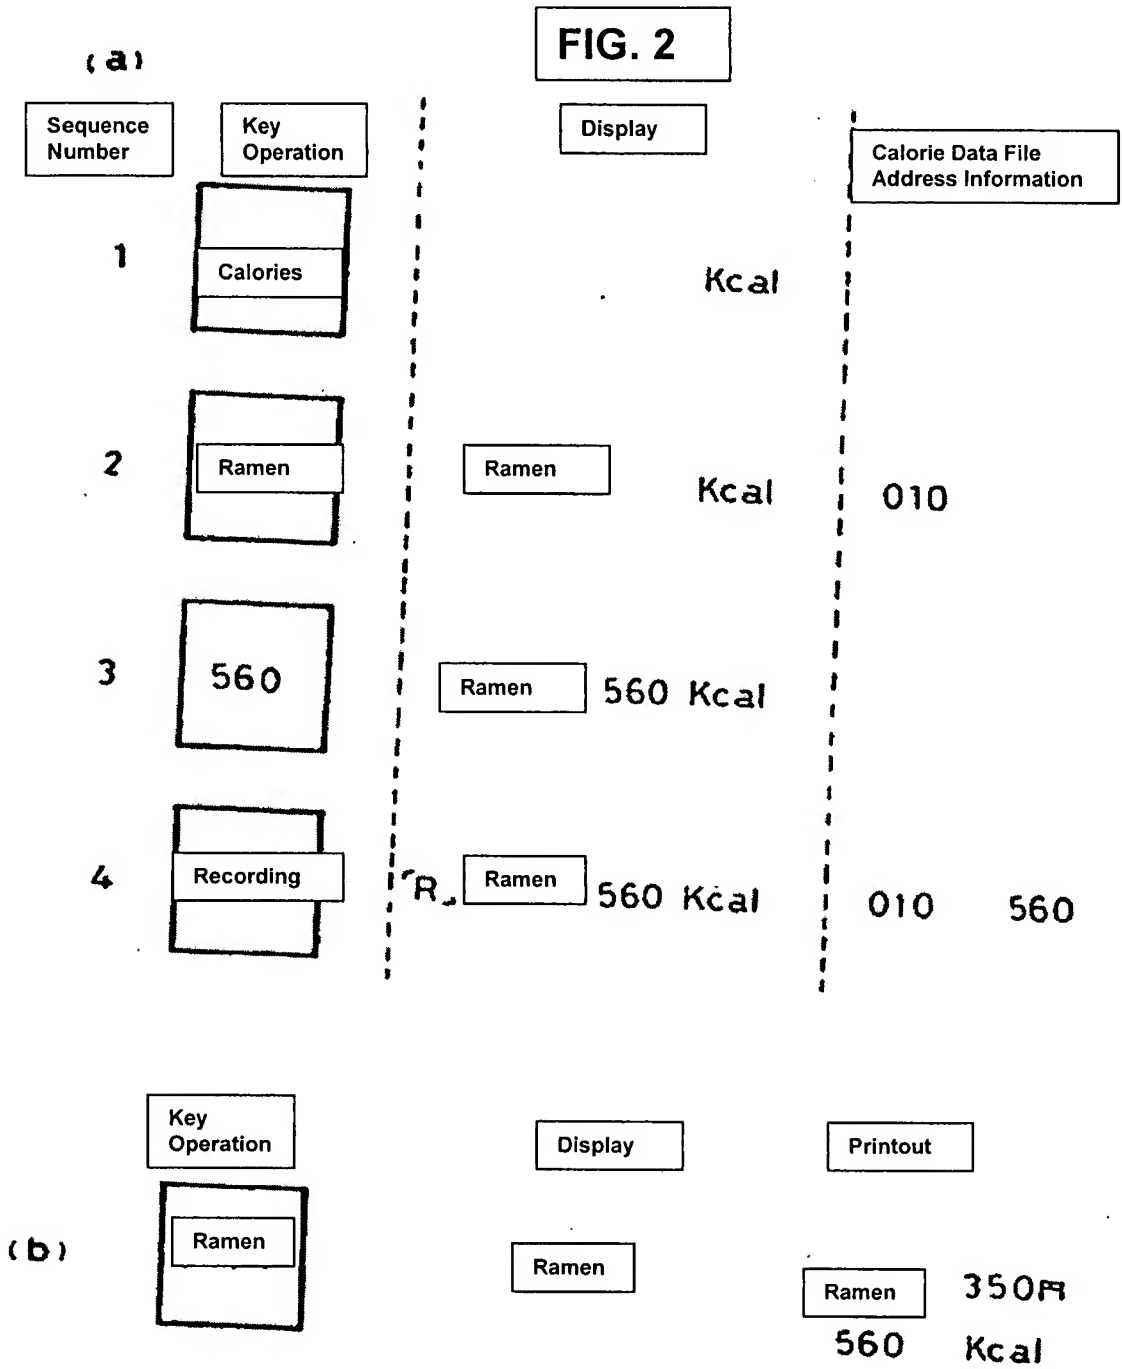 FIG. 2
(a)
Sequence Number
Key Operation
Display
Calorie Data File Address Information
1 Calories Kcal
2 Ramen Ramen Kcal 010
3 560 Ramen 560 Kcal
4 Recording 「R」 Ramen 560 Kcal 010 560
Key Operation
Display
Printout
(b) Ramen Ramen Ramen 350円
560 Kcal